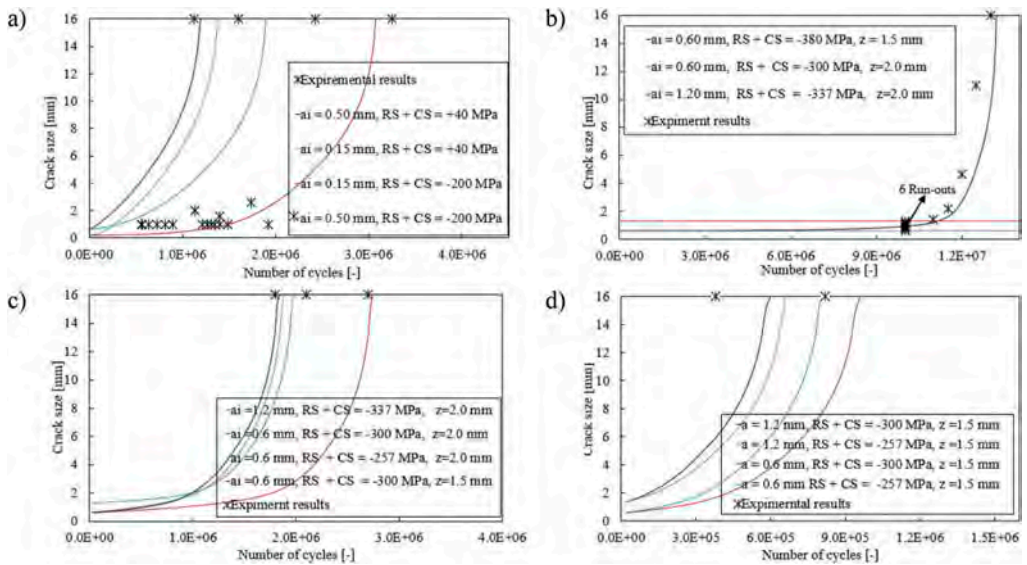 a)
16
14
12
10
8
6
4
2
0
Crack size [mm]
0.0E+00
1.0E+06
2.0E+06
3.0E+06
4.0E+06
Number of cycles [-]
Expiremental results
ai = 0.50 mm, RS + CS = +40 MPa
ai = 0.15 mm, RS + CS = +40 MPa
ai = 0.15 mm, RS + CS = -200 MPa
ai = 0.50 mm, RS + CS = -200 MPa
b)
16
14
12
10
8
6
4
2
0
Crack size [mm]
ai = 0.60 mm, RS + CS = -380 MPa, z = 1.5 mm
ai = 0.60 mm, RS + CS = -300 MPa, z=2.0 mm
ai = 1.20 mm, RS + CS = -337 MPa, z=2.0 mm
Expimernt results
6 Run-outs
0.0E+00
3.0E+06
6.0E+06
9.0E+06
1.2E+07
Number of cycles [-]
c)
16
14
12
10
8
6
4
2
0
Crack size [mm]
ai =1.2 mm, RS + CS = -337 MPa, z=2.0 mm
ai =0.6 mm, RS + CS = -300 MPa, z=2.0 mm
ai =0.6 mm, RS + CS = -257 MPa, z=2.0 mm
ai =0.6 mm, RS + CS = -300 MPa, z=1.5 mm
Expimernt results
0.0E+00
2.0E+06
4.0E+06
Number of cycles [-]
d)
16
14
12
10
8
6
4
2
0
Crack size [mm]
a = 1.2 mm, RS + CS = -300 MPa, z=1.5 mm
a = 1.2 mm, RS + CS = -257 MPa, z=1.5 mm
a = 0.6 mm, RS + CS = -300 MPa, z=1.5 mm
a = 0.6 mm RS + CS = -257 MPa, z=1.5 mm
Expimental results
0.0E+00
3.0E+05
6.0E+05
9.0E+05
1.2E+06
1.5E+06
Number of cycles [-]